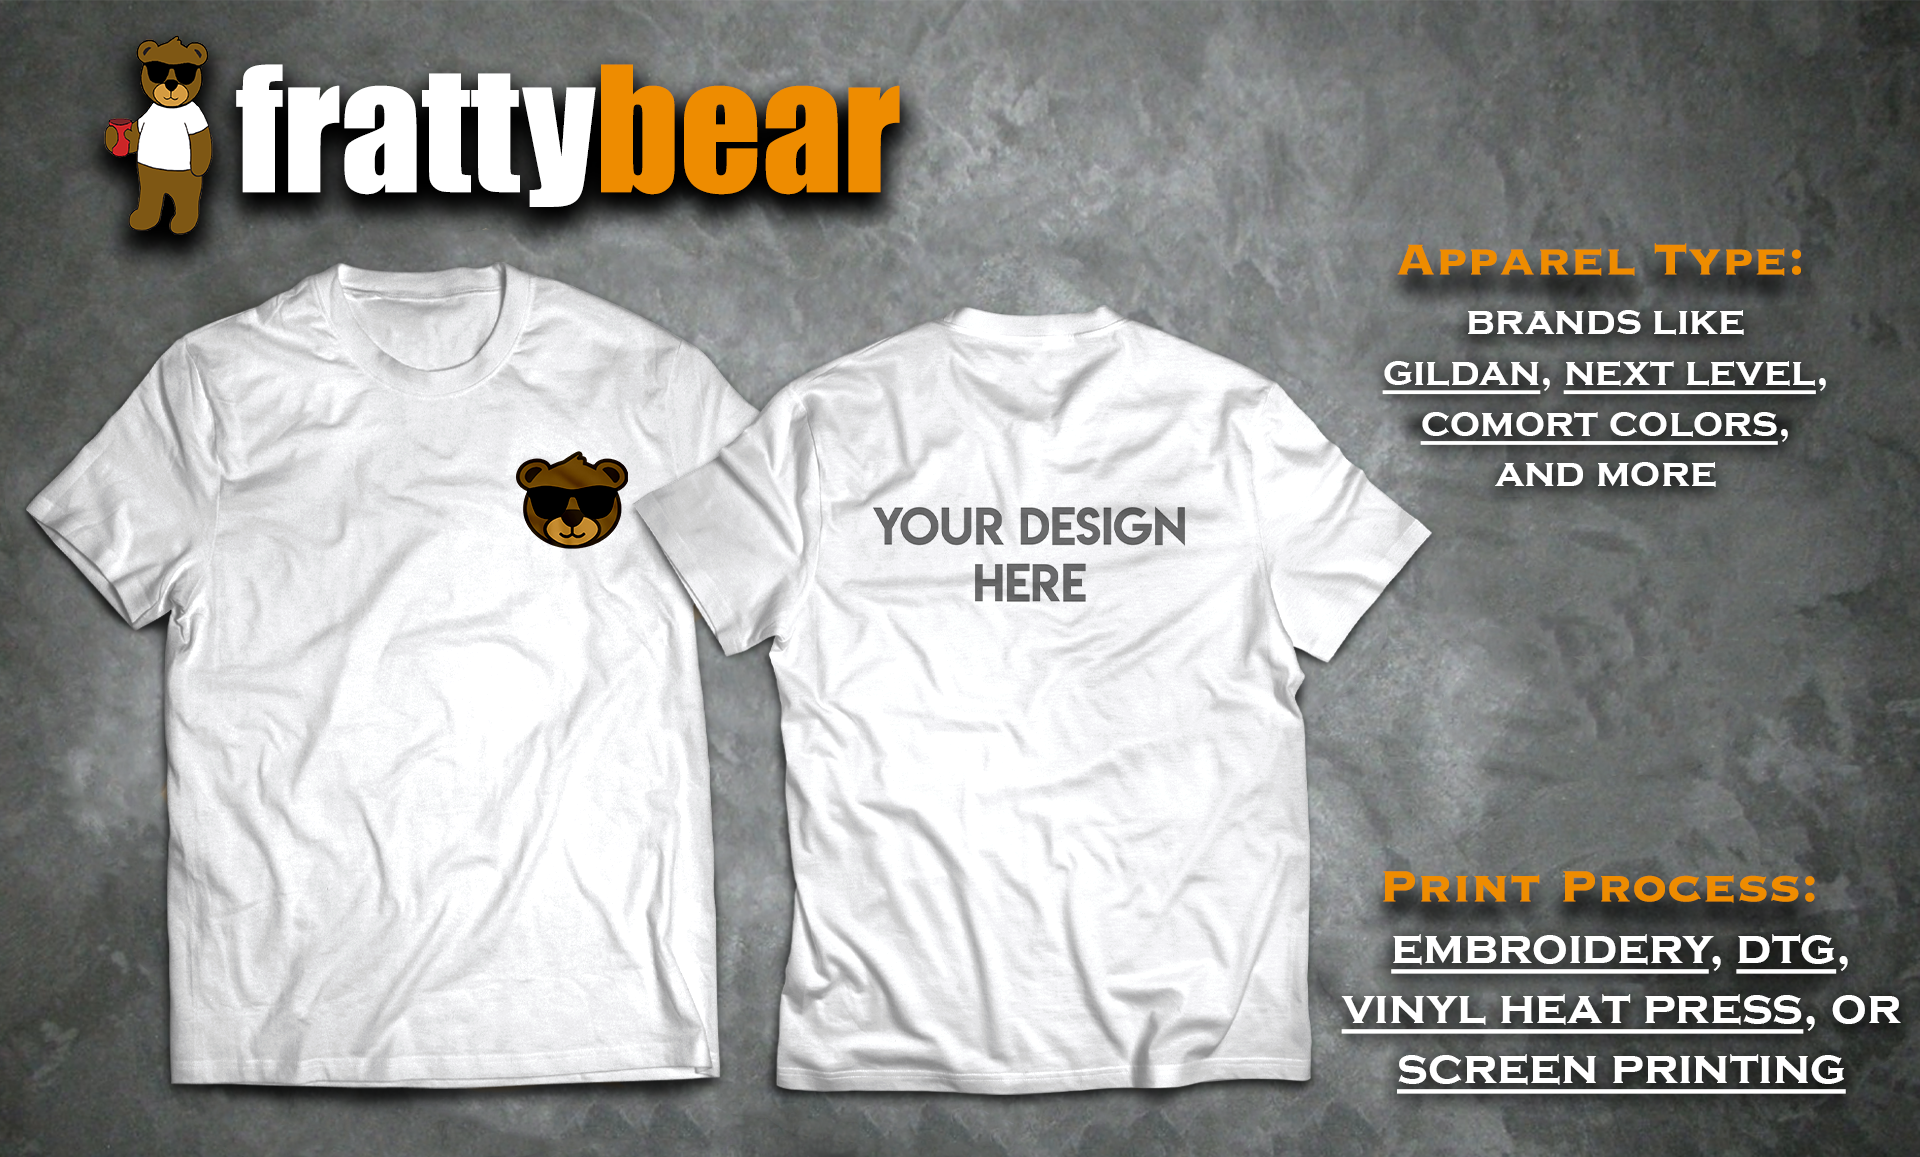 frattybear
APPAREL TYPE:
BRANDS LIKE
GILDAN, NEXT LEVEL,
COMORT COLORS,
AND MORE
YOUR DESIGN
HERE
PRINT PROCESS:
EMBROIDERY, DTG,
VINYL HEAT PRESS, OR
SCREEN PRINTING